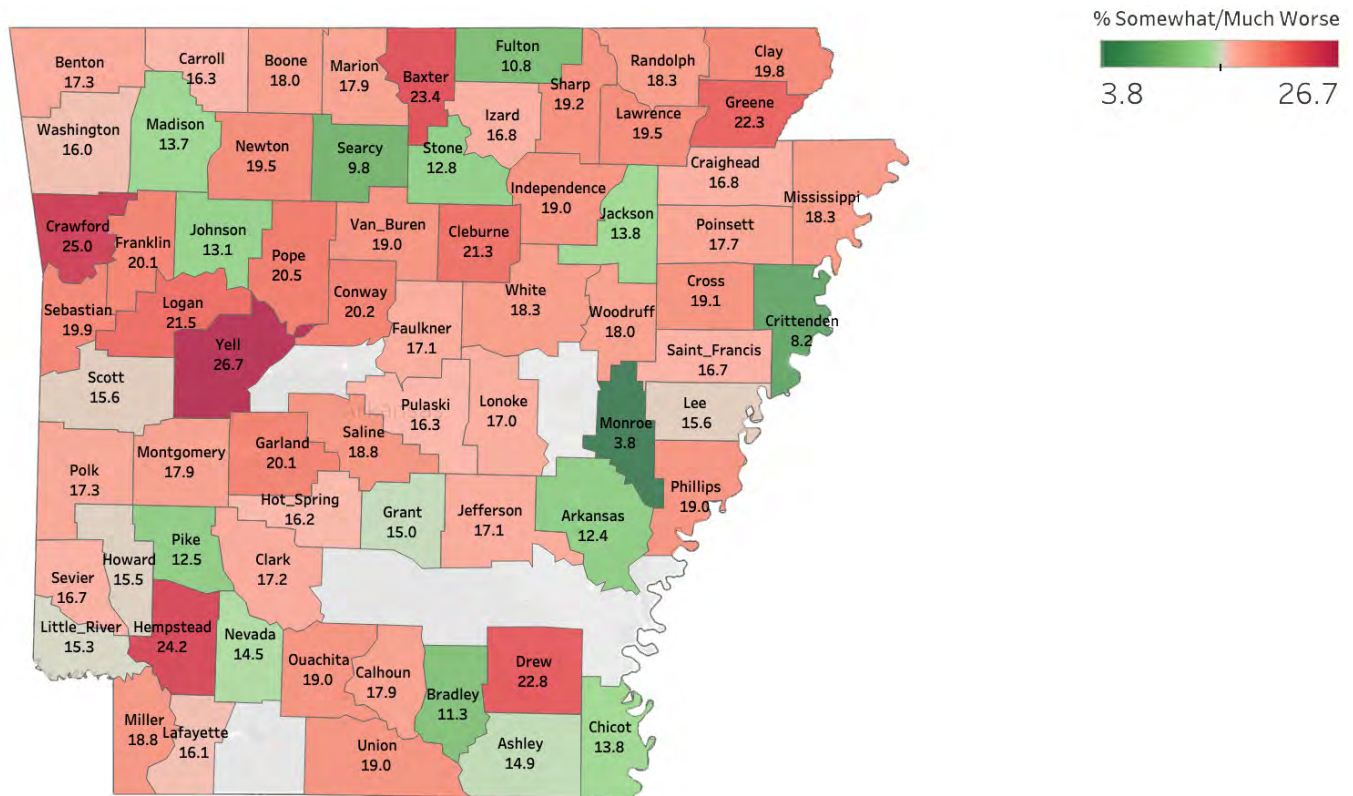 % Somewhat/Much Worse
3.8 26.7
Benton
17.3
Carroll
16.3
Boone
18.0
Marion
17.9
Baxter
23.4
Fulton
10.8
Sharp
19.2
Randolph
18.3
Clay
19.8
Washington
16.0
Madison
13.7
Newton
19.5
Searcy
9.8
Stone
12.8
Izard
16.8
Lawrence
19.5
Greene
22.3
Independence
19.0
Jackson
13.8
Craighead
16.8
Mississippi
18.3
Crawford
25.0
Franklin
20.1
Johnson
13.1
Pope
20.5
Van_Buren
19.0
Cleburne
21.3
Poinsett
17.7
Sebastian
19.9
Logan
21.5
Conway
20.2
White
18.3
Woodruff
18.0
Cross
19.1
Crittenden
8.2
Yell
26.7
Faulkner
17.1
Saint_Francis
16.7
Scott
15.6
Arkansas
Pulaski
16.3
Lonoke
17.0
Monroe
3.8
Lee
15.6
Polk
17.3
Montgomery
17.9
Garland
20.1
Saline
18.8
Hot_Spring
16.2
Grant
15.0
Jefferson
17.1
Arkansas
12.4
Phillips
19.0
Howard
15.5
Pike
12.5
Clark
17.2
Sevier
16.7
Little_River
15.3
Hempstead
24.2
Nevada
14.5
Ouachita
19.0
Calhoun
17.9
Bradley
11.3
Drew
22.8
Miller
18.8
Lafayette
16.1
Union
19.0
Ashley
14.9
Chicot
13.8